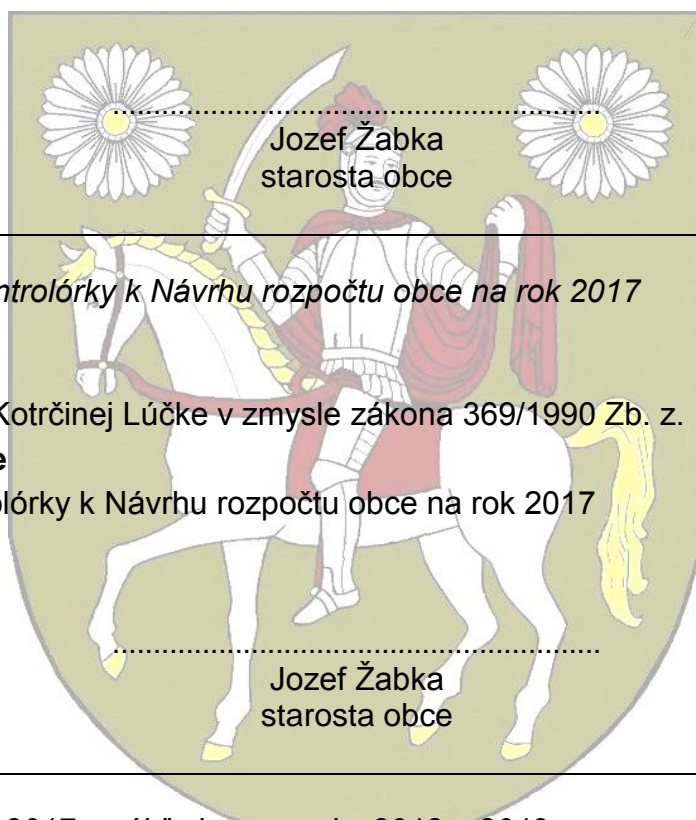 ........................................................
Jozef Žabka
starosta obce
ntrolórky k Návrhu rozpočtu obce na rok 2017
Kotrčinej Lúčke v zmysle zákona 369/1990 Zb. z.
e
olórky k Návrhu rozpočtu obce na rok 2017
........................................................
Jozef Žabka
starosta obce